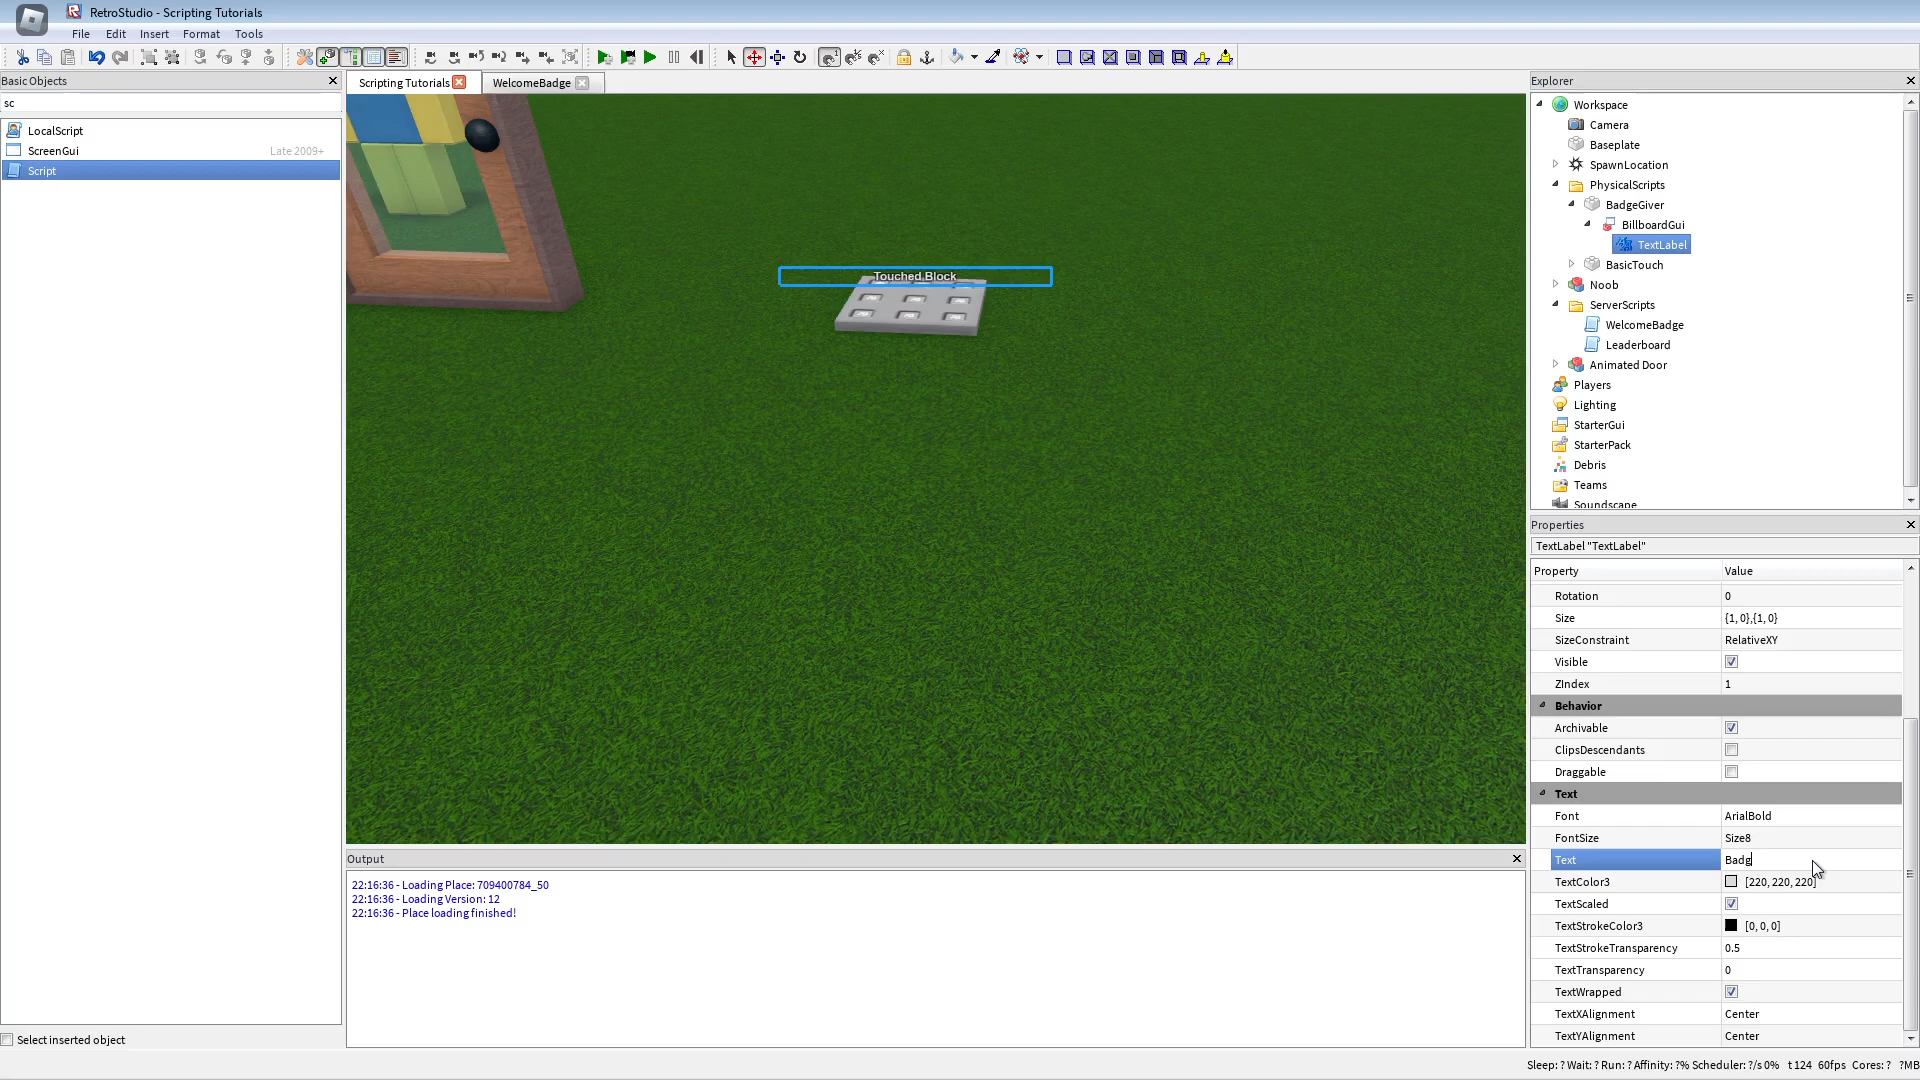 RetroStudio - Scripting Tutorials
File Edit Insert Format Tools
Basic Objects
sc
LocalScript
ScreenGui Late 2009+
Script
Select inserted object
Scripting Tutorials WelcomeBadge
Touched Block
Output
22:16:36 - Loading Place: 709400784_50
22:16:36 - Loading Version: 12
22:16:36 - Place loading finished!
Explorer
Workspace
Camera
Baseplate
SpawnLocation
PhysicalScripts
BadgeGiver
BillboardGui
TextLabel
BasicTouch
Noob
ServerScripts
WelcomeBadge
Leaderboard
Animated Door
Players
Lighting
StarterGui
StarterPack
Debris
Teams
Soundscape
Properties
TextLabel "TextLabel"
Property Value
Rotation 0
Size {1, 0},{1, 0}
SizeConstraint RelativeXY
Visible
ZIndex 1
Behavior
Archivable
ClipsDescendants
Draggable
Text
Font ArialBold
FontSize Size8
Text Badg
TextColor3 [220, 220, 220]
TextScaled
TextStrokeColor3 [0, 0, 0]
TextStrokeTransparency 0.5
TextTransparency 0
TextWrapped
TextXAlignment Center
TextYAlignment Center
Sleep: ? Wait: ? Run: ? Affinity: ?% Scheduler: ?/s 0% t 124 60fps Cores: ? ?MB